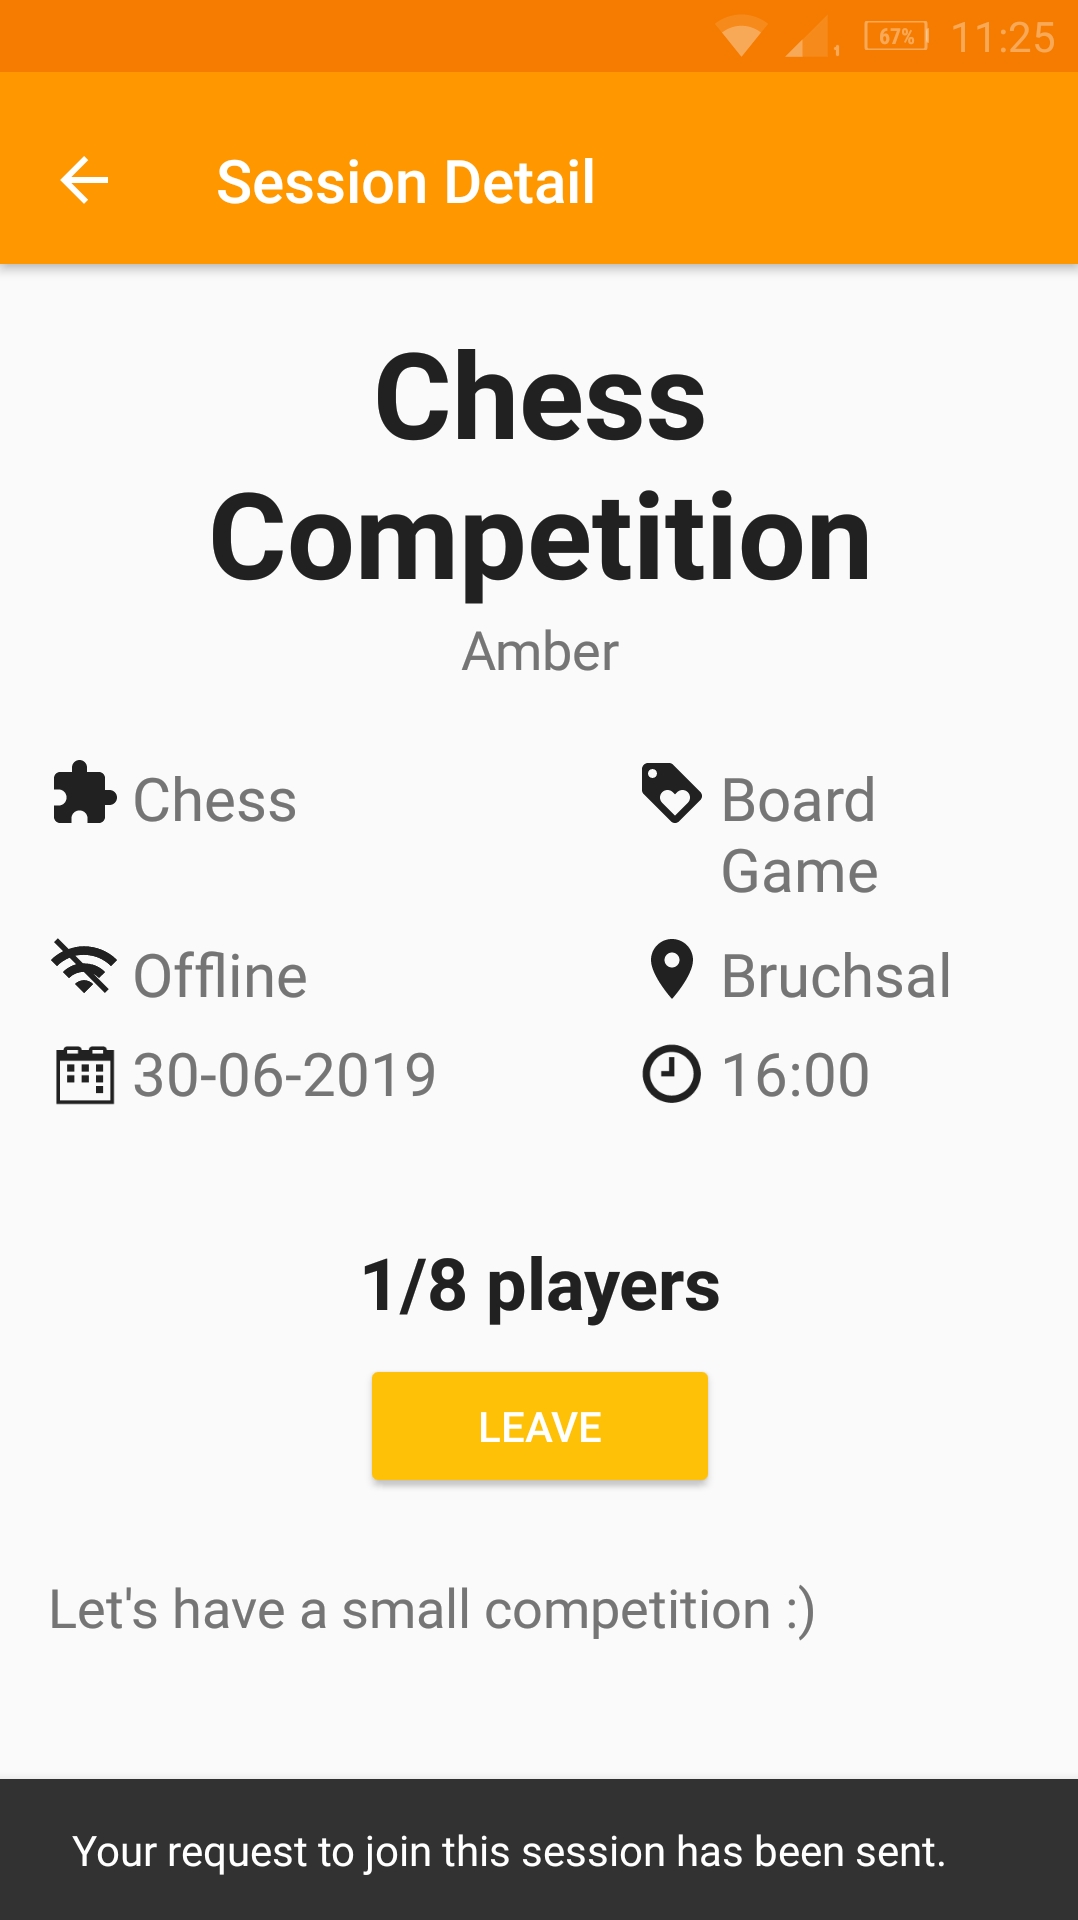 67% 11:25
Session Detail
Chess
Competition
Amber
Chess
Board
Game
Offline
Bruchsal
30-06-2019
16:00
1/8 players
LEAVE
Let's have a small competition :)
Your request to join this session has been sent.